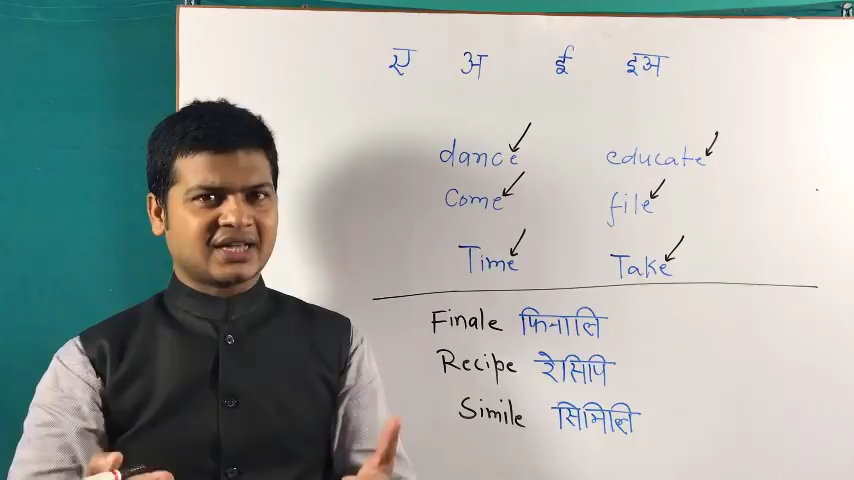 ए अ ई इअ
dance educate
Come file
Time Take
Finale फिनालि
Recipe रेसिपि
Simile सिमिलि